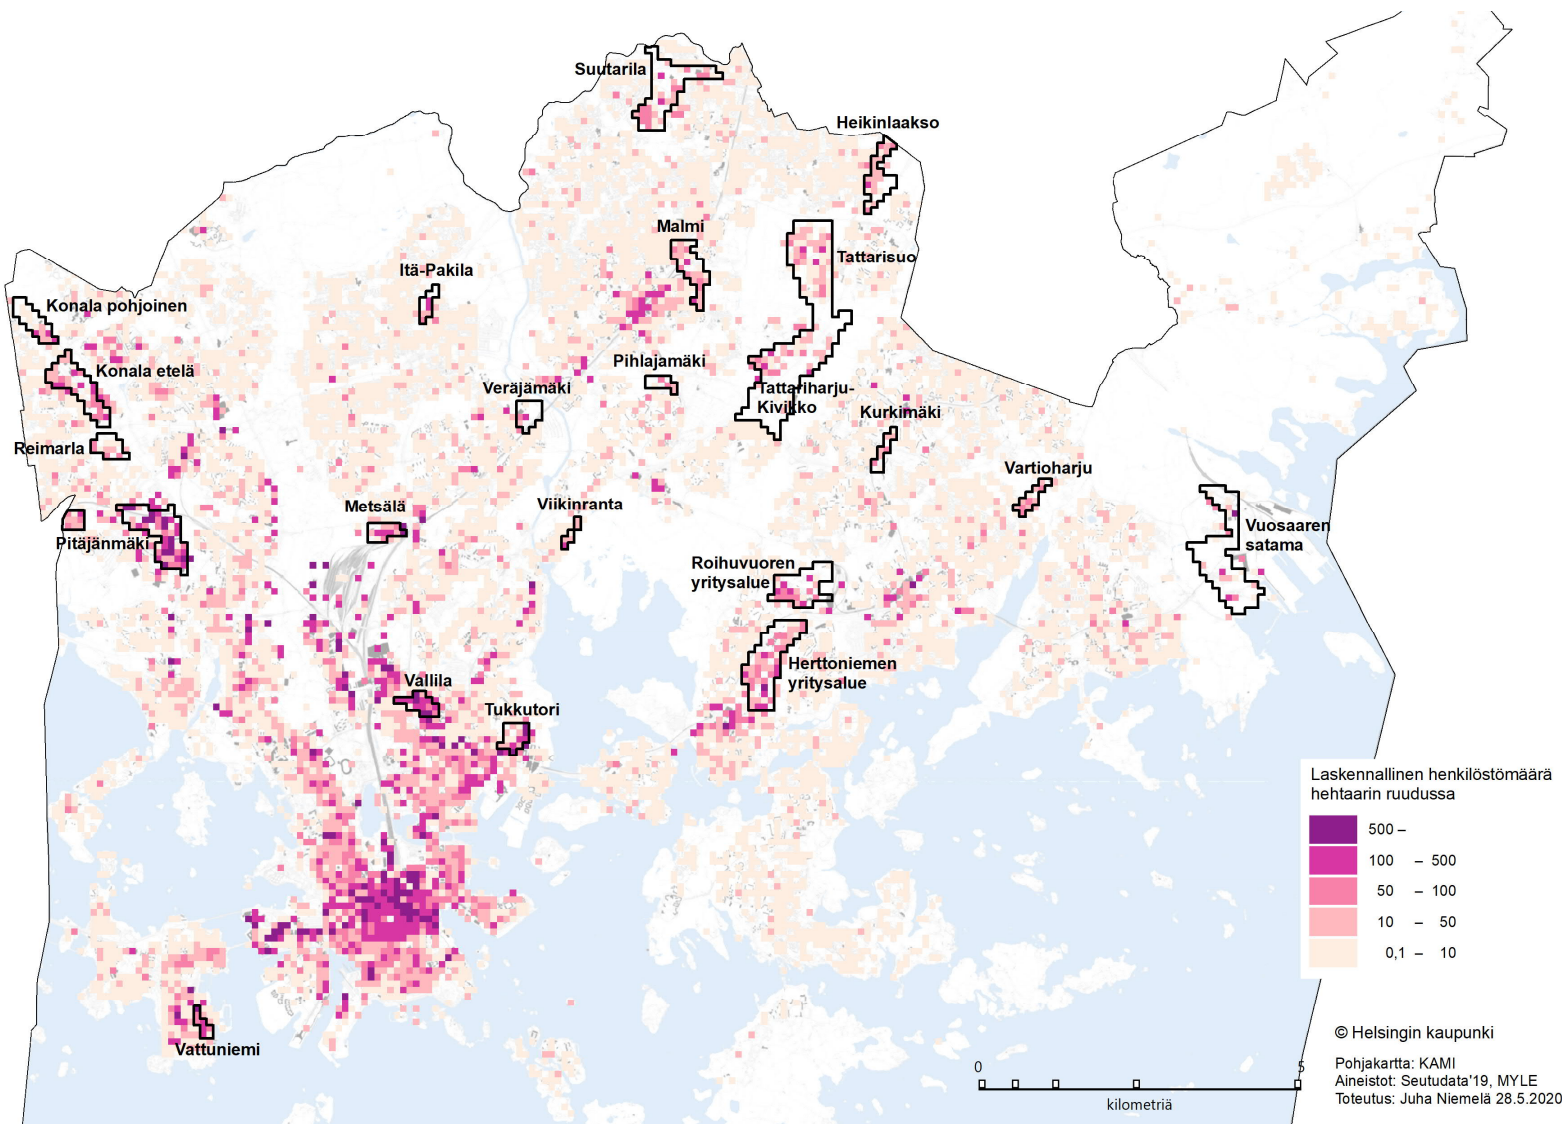 Suutarila
Heikinlaakso
Malmi
Tattarisuo
Itä-Pakila
Konala pohjoinen
Konala etelä
Pihlajamäki
Veräjämäki
Tattariharju-
Kivikko
Kurkimäki
Reimarla
Vartioharju
Metsälä
Viikinranta
Pitäjänmäki
Vuosaaren
satama
Roihuvuoren
yritysalue
Herttoniemen
yritysalue
Vallila
Tukkutori
Vattuniemi
Laskennallinen henkilöstömäärä
hehtaarin ruudussa
500 –
100 – 500
50 – 100
10 – 50
0,1 – 10
0 5
kilometriä
© Helsingin kaupunki
Pohjakartta: KAMI
Aineistot: Seutudata'19, MYLE
Toteutus: Juha Niemelä 28.5.2020